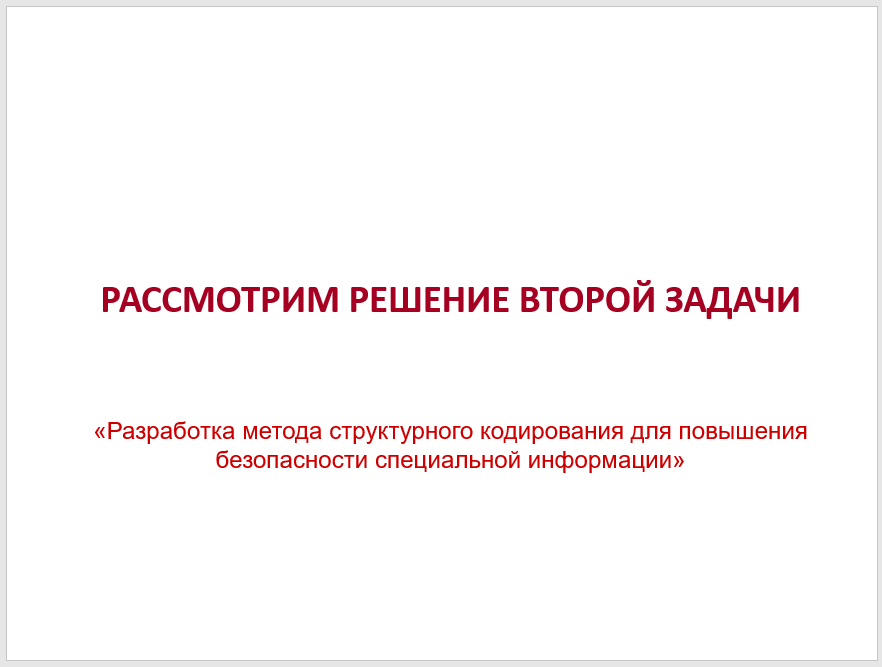 РАССМОТРИМ РЕШЕНИЕ ВТОРОЙ ЗАДАЧИ
«Разработка метода структурного кодирования для повышения
безопасности специальной информации»